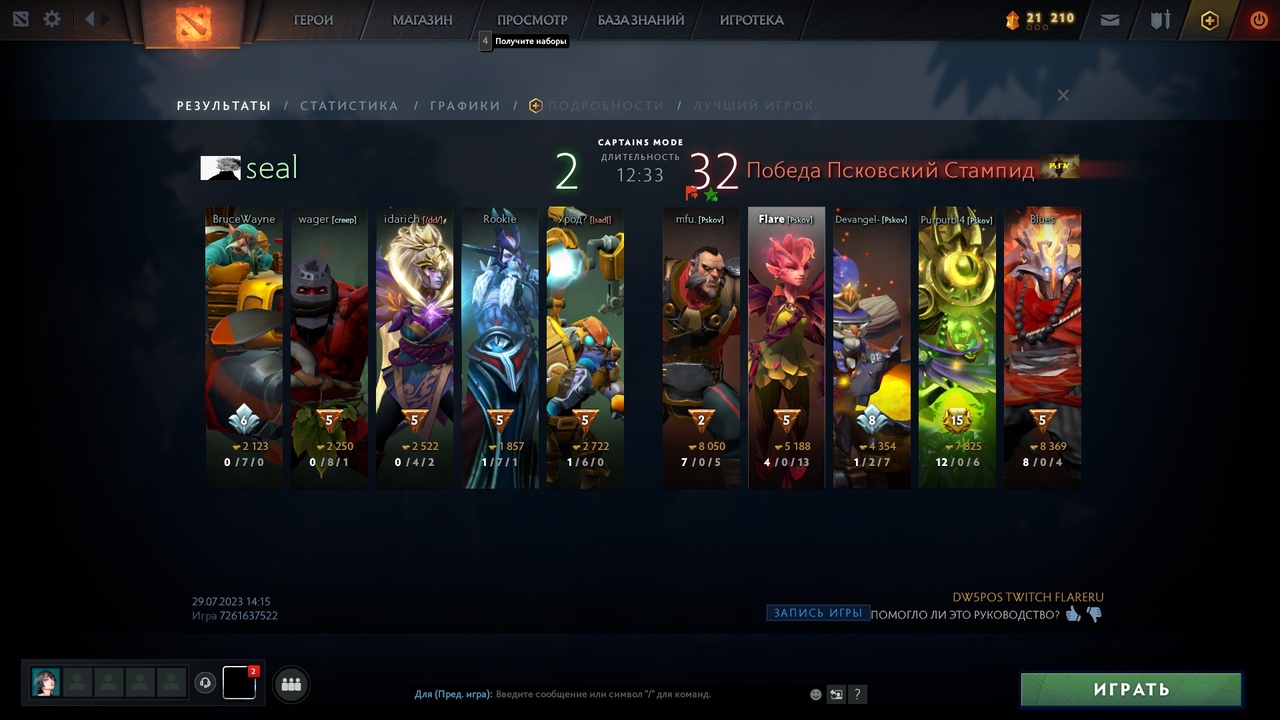 ГЕРОИ
МАГАЗИН
ПРОСМОТР
БАЗА ЗНАНИЙ
ИГРОТЕКА
21 210
4 Получите наборы
РЕЗУЛЬТАТЫ / СТАТИСТИКА / ГРАФИКИ / ПОДРОБНОСТИ / ЛУЧШИЙ ИГРОК
CAPTAINS MODE
ДЛИТЕЛЬНОСТЬ
12:33
seal
2
32
Победа Псковский Стампид
BruceWayne
wager [creep]
idarich [/dd/]
Rookie
Урод? [|sad|]
mfu. [Pskov]
Flare [Pskov]
Devangel- [Pskov]
Purpurb 4 [Pskov]
Blues
6 5 5 5 5 2 5 8 15 5
2 123 2 250 2 522 1 857 2 722 8 050 5 188 4 354 7 825 8 369
0/7/0 0/8/1 0/4/2 1/7/1 1/6/0 7/0/5 4/0/13 1/2/7 12/0/6 8/0/4
29.07.2023 14:15
Игра 7261637522
DW5POS TWITCH FLARERU
ЗАПИСЬ ИГРЫ
ПОМОГЛО ЛИ ЭТО РУКОВОДСТВО?
2
Для (Пред. игра): Введите сообщение или символ "/" для команд.
?
ИГРАТЬ